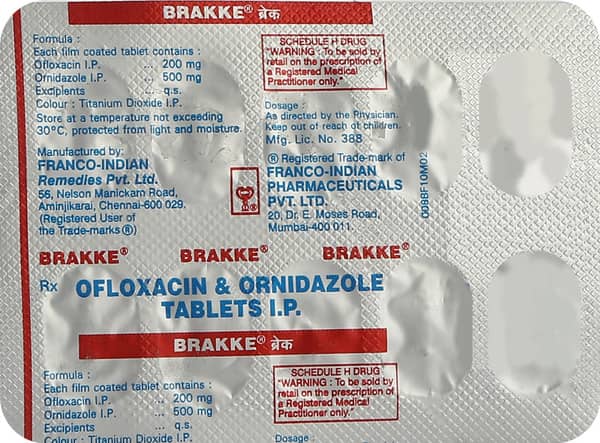 BRAKKE® ब्रेक
Formula :
Each film coated tablet contains :
Ofloxacin I.P. ... 200 mg
Ornidazole I.P. ... 500 mg
Excipients ... q.s.
Colour : Titanium Dioxide I.P.
Store at a temperature not exceeding
30°C, protected from light and moisture.
Manufactured by:
FRANCO-INDIAN
Remedies Pvt. Ltd.
56, Nelson Manickam Road,
Aminjikarai, Chennai-600 029.
(Registered User of
the Trade-marks ®)
SCHEDULE H DRUG
"WARNING : To be sold by
retail on the prescription of
a Registered Medical
Practitioner only."
Dosage :
As directed by the Physician.
Keep out of reach of children.
Mfg. Lic. No. 388
® Registered Trade-mark of
FRANCO-INDIAN
PHARMACEUTICALS
PVT. LTD.
20, Dr. E. Moses Road,
Mumbai-400 011.
BRAKKE® BRAKKE® BRAKKE®
Rx OFLOXACIN & ORNIDAZOLE
TABLETS I.P.
BRAKKE® ब्रेक
Formula :
Each film coated tablet contains :
Ofloxacin I.P. ... 200 mg
Ornidazole I.P. ... 500 mg
Excipients ... q.s.
Colour : Titanium Dioxide I.P.
SCHEDULE H DRUG
"WARNING : To be sold by
retail on the prescription of
a Registered Medical
Practitioner only."
Dosage :